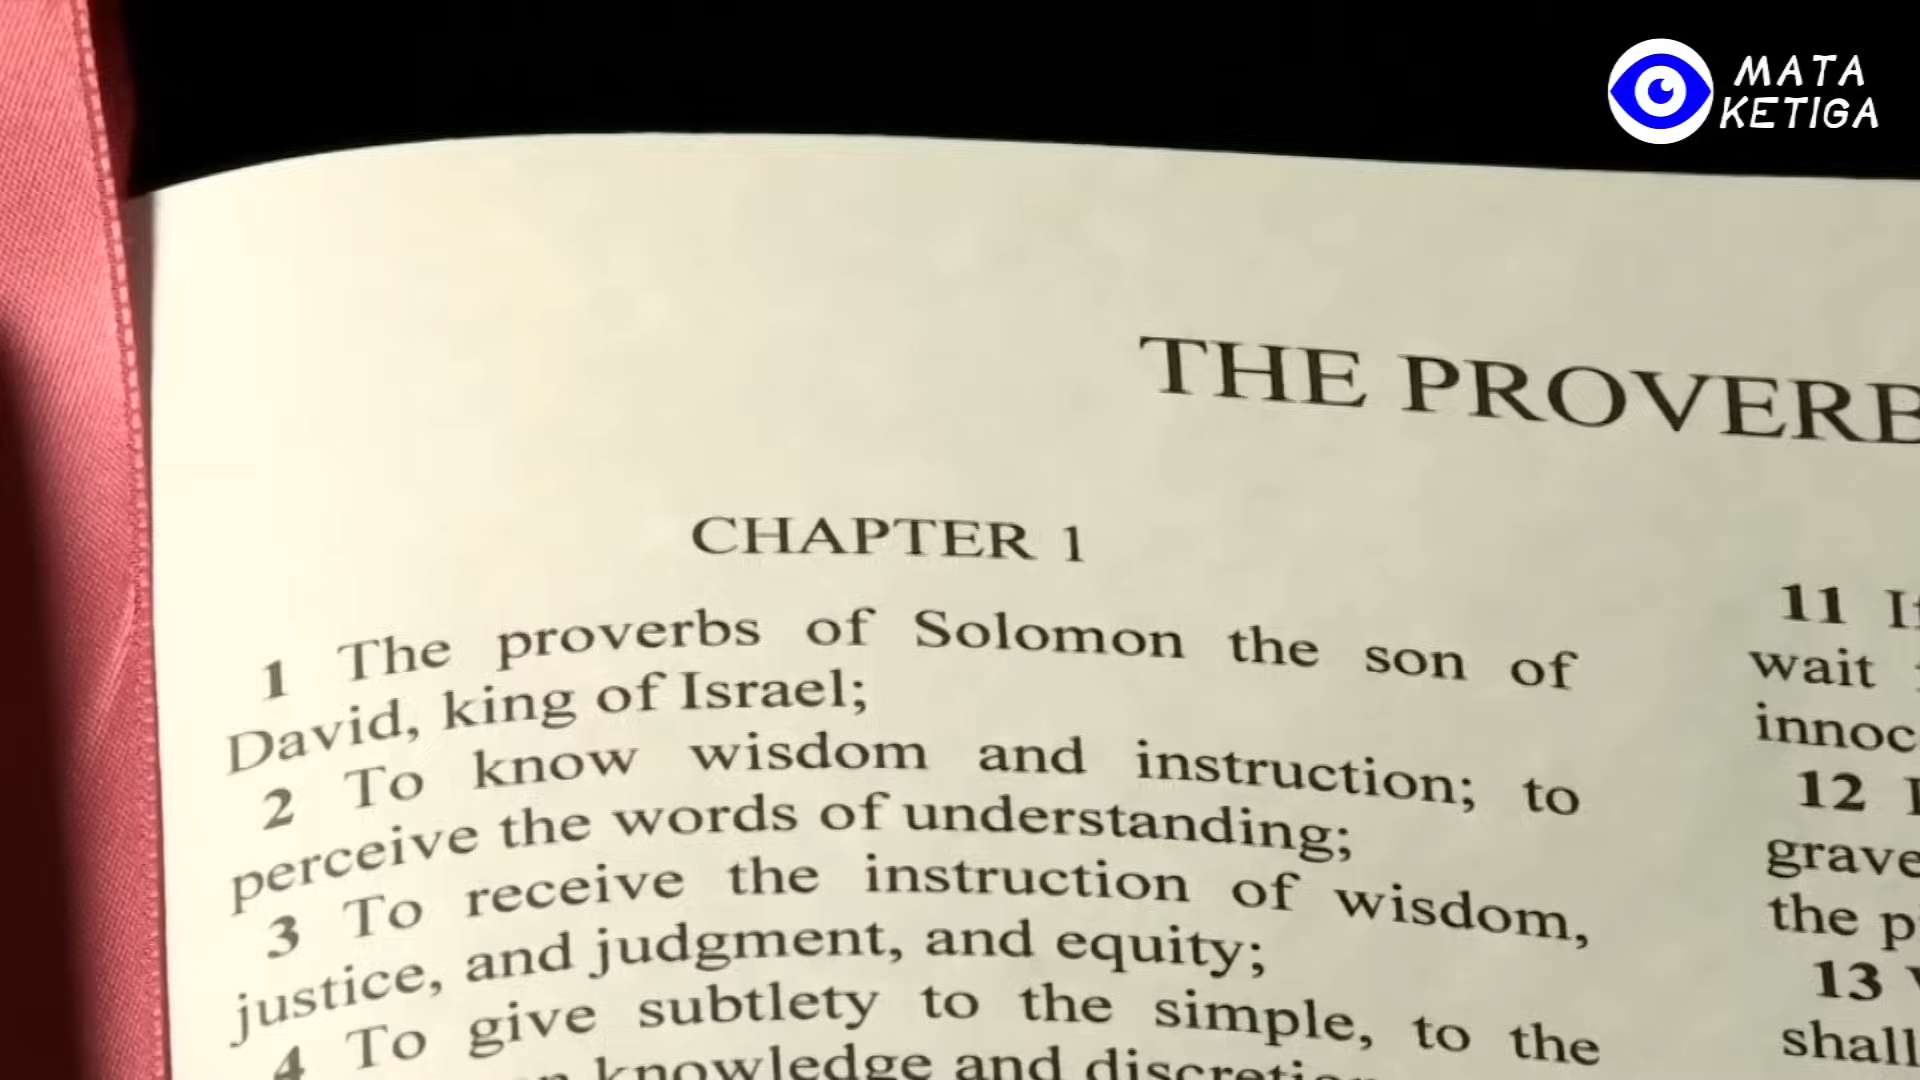 MATA
KETIGA
THE PROVERB
CHAPTER 1
1 The proverbs of Solomon the son of
David, king of Israel;
2 To know wisdom and instruction; to
perceive the words of understanding;
3 To receive the instruction of wisdom,
justice, and judgment, and equity;
4 To give subtlety to the simple, to the
knowledge and
11
wait
innoc
12
grave
the
13
shall